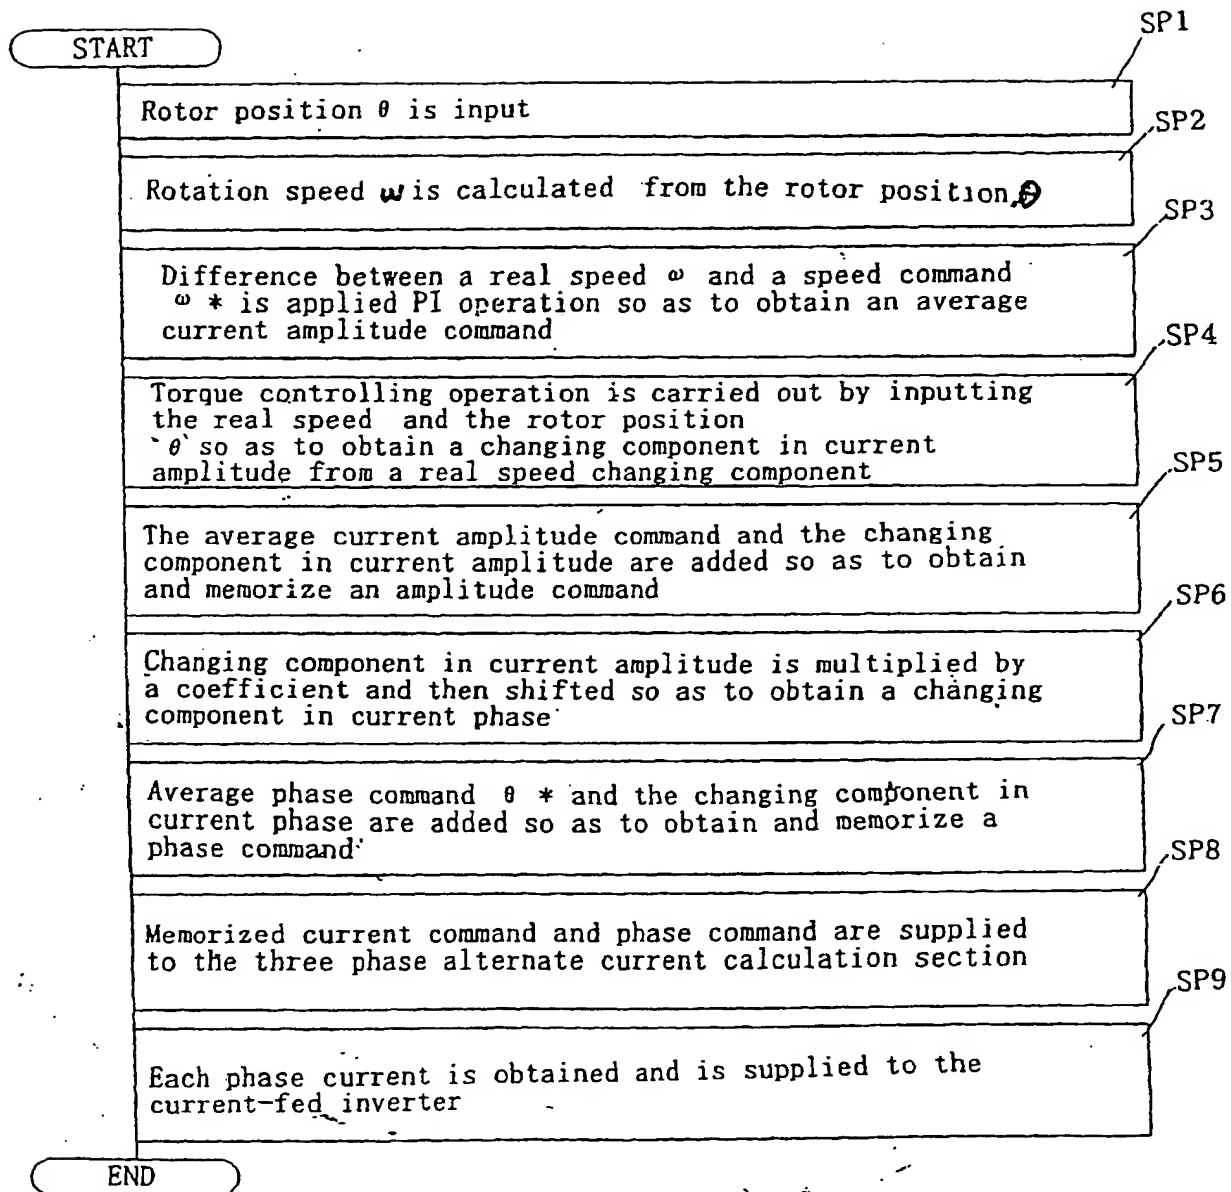 START
SP1
Rotor position θ is input
SP2
Rotation speed ω is calculated from the rotor position θ
SP3
Difference between a real speed ω and a speed command
ω * is applied PI operation so as to obtain an average
current amplitude command
SP4
Torque controlling operation is carried out by inputting
the real speed and the rotor position
θ so as to obtain a changing component in current
amplitude from a real speed changing component
SP5
The average current amplitude command and the changing
component in current amplitude are added so as to obtain
and memorize an amplitude command
SP6
Changing component in current amplitude is multiplied by
a coefficient and then shifted so as to obtain a changing
component in current phase
SP7
Average phase command θ * and the changing component in
current phase are added so as to obtain and memorize a
phase command
SP8
Memorized current command and phase command are supplied
to the three phase alternate current calculation section
SP9
Each phase current is obtained and is supplied to the
current-fed inverter
END